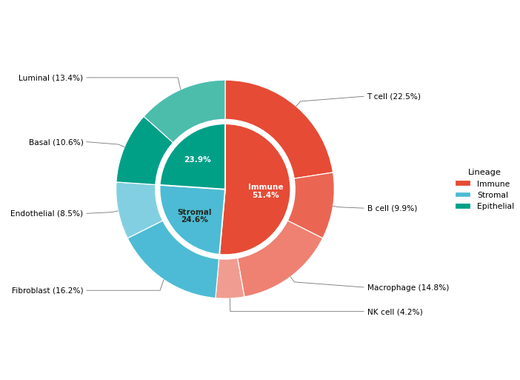 Luminal (13.4%)
T cell (22.5%)
Basal (10.6%)
23.9%
Lineage
Immune
Stromal
Epithelial
Immune
51.4%
Stromal
24.6%
B cell (9.9%)
Endothelial (8.5%)
Fibroblast (16.2%)
Macrophage (14.8%)
NK cell (4.2%)